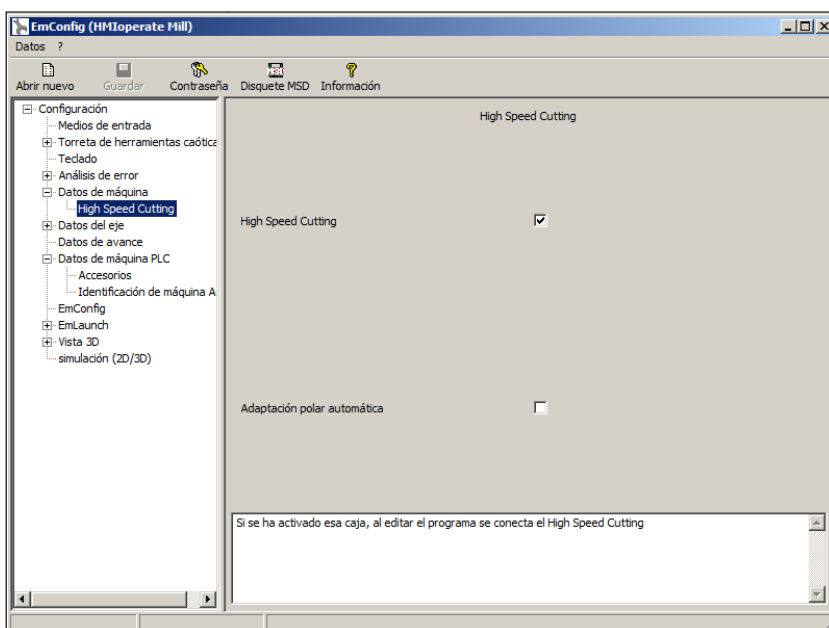 EmConfig (HMIoperate Mill)
Datos ?
Abrir nuevo Guardar Contraseña Disquete MSD Información
Configuración
Medios de entrada
Torreta de herramientas caótica
Teclado
Análisis de error
Datos de máquina
High Speed Cutting
Datos del eje
Datos de avance
Datos de máquina PLC
Accesorios
Identificación de máquina A
EmConfig
EmLaunch
Vista 3D
simulación (2D/3D)
High Speed Cutting
High Speed Cutting
Adaptación polar automática
Si se ha activado esa caja, al editar el programa se conecta el High Speed Cutting